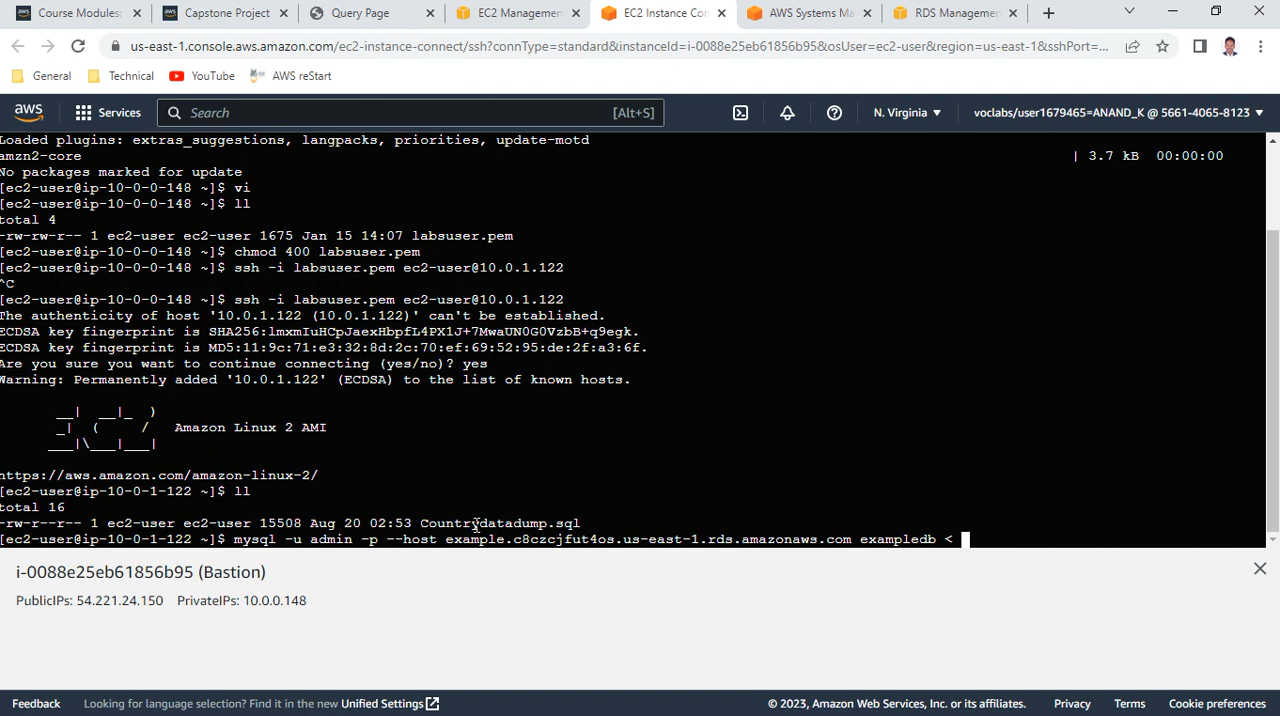 Course Modules:
Capstone Project
Query Page
EC2 Managemen
EC2 Instance Con
AWS Systems Ma
RDS Managemen
us-east-1.console.aws.amazon.com/ec2-instance-connect/ssh?connType=standard&instanceId=i-0088e25eb61856b95&osUser=ec2-user&region=us-east-1&sshPort=...
General
Technical
YouTube
AWS reStart
aws
Services
Search
[Alt+S]
N. Virginia
voclabs/user1679465=ANAND_K @ 5661-4065-8123
Loaded plugins: extras_suggestions, langpacks, priorities, update-motd
amzn2-core | 3.7 kB 00:00:00
No packages marked for update
[ec2-user@ip-10-0-0-148 ~]$ vi
[ec2-user@ip-10-0-0-148 ~]$ ll
total 4
-rw-rw-r-- 1 ec2-user ec2-user 1675 Jan 15 14:07 labsuser.pem
[ec2-user@ip-10-0-0-148 ~]$ chmod 400 labsuser.pem
[ec2-user@ip-10-0-0-148 ~]$ ssh -i labsuser.pem ec2-user@10.0.1.122
^C
[ec2-user@ip-10-0-0-148 ~]$ ssh -i labsuser.pem ec2-user@10.0.1.122
The authenticity of host '10.0.1.122 (10.0.1.122)' can't be established.
ECDSA key fingerprint is SHA256:lmxmIuHCpJaexHbpfL4PX1J+7MwaUN0G0VzbB+q9egk.
ECDSA key fingerprint is MD5:11:9c:71:e3:32:8d:2c:70:ef:69:52:95:de:2f:a3:6f.
Are you sure you want to continue connecting (yes/no)? yes
Warning: Permanently added '10.0.1.122' (ECDSA) to the list of known hosts.
__| __|_ )
_| ( / Amazon Linux 2 AMI
___|\___|___|
https://aws.amazon.com/amazon-linux-2/
[ec2-user@ip-10-0-1-122 ~]$ ll
total 16
-rw-r--r-- 1 ec2-user ec2-user 15508 Aug 20 02:53 Countrydatadump.sql
[ec2-user@ip-10-0-1-122 ~]$ mysql -u admin -p --host example.c8czcjfut4os.us-east-1.rds.amazonaws.com exampledb <
i-0088e25eb61856b95 (Bastion)
PublicIPs: 54.221.24.150 PrivateIPs: 10.0.0.148
Feedback
Looking for language selection? Find it in the new Unified Settings
© 2023, Amazon Web Services, Inc. or its affiliates.
Privacy
Terms
Cookie preferences